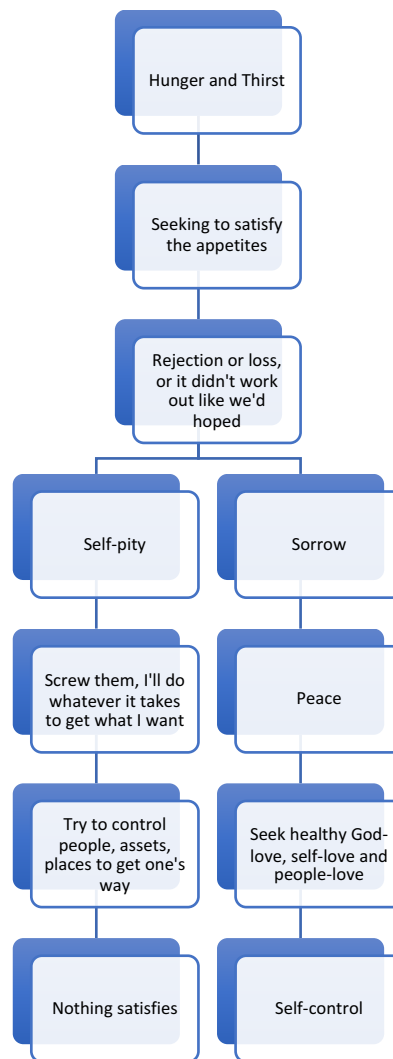 Hunger and Thirst
Seeking to satisfy
the appetites
Rejection or loss,
or it didn't work
out like we'd
hoped
Self-pity
Sorrow
Screw them, I'll do
whatever it takes
to get what I want
Peace
Try to control
people, assets,
places to get one's
way
Seek healthy God-
love, self-love and
people-love
Nothing satisfies
Self-control